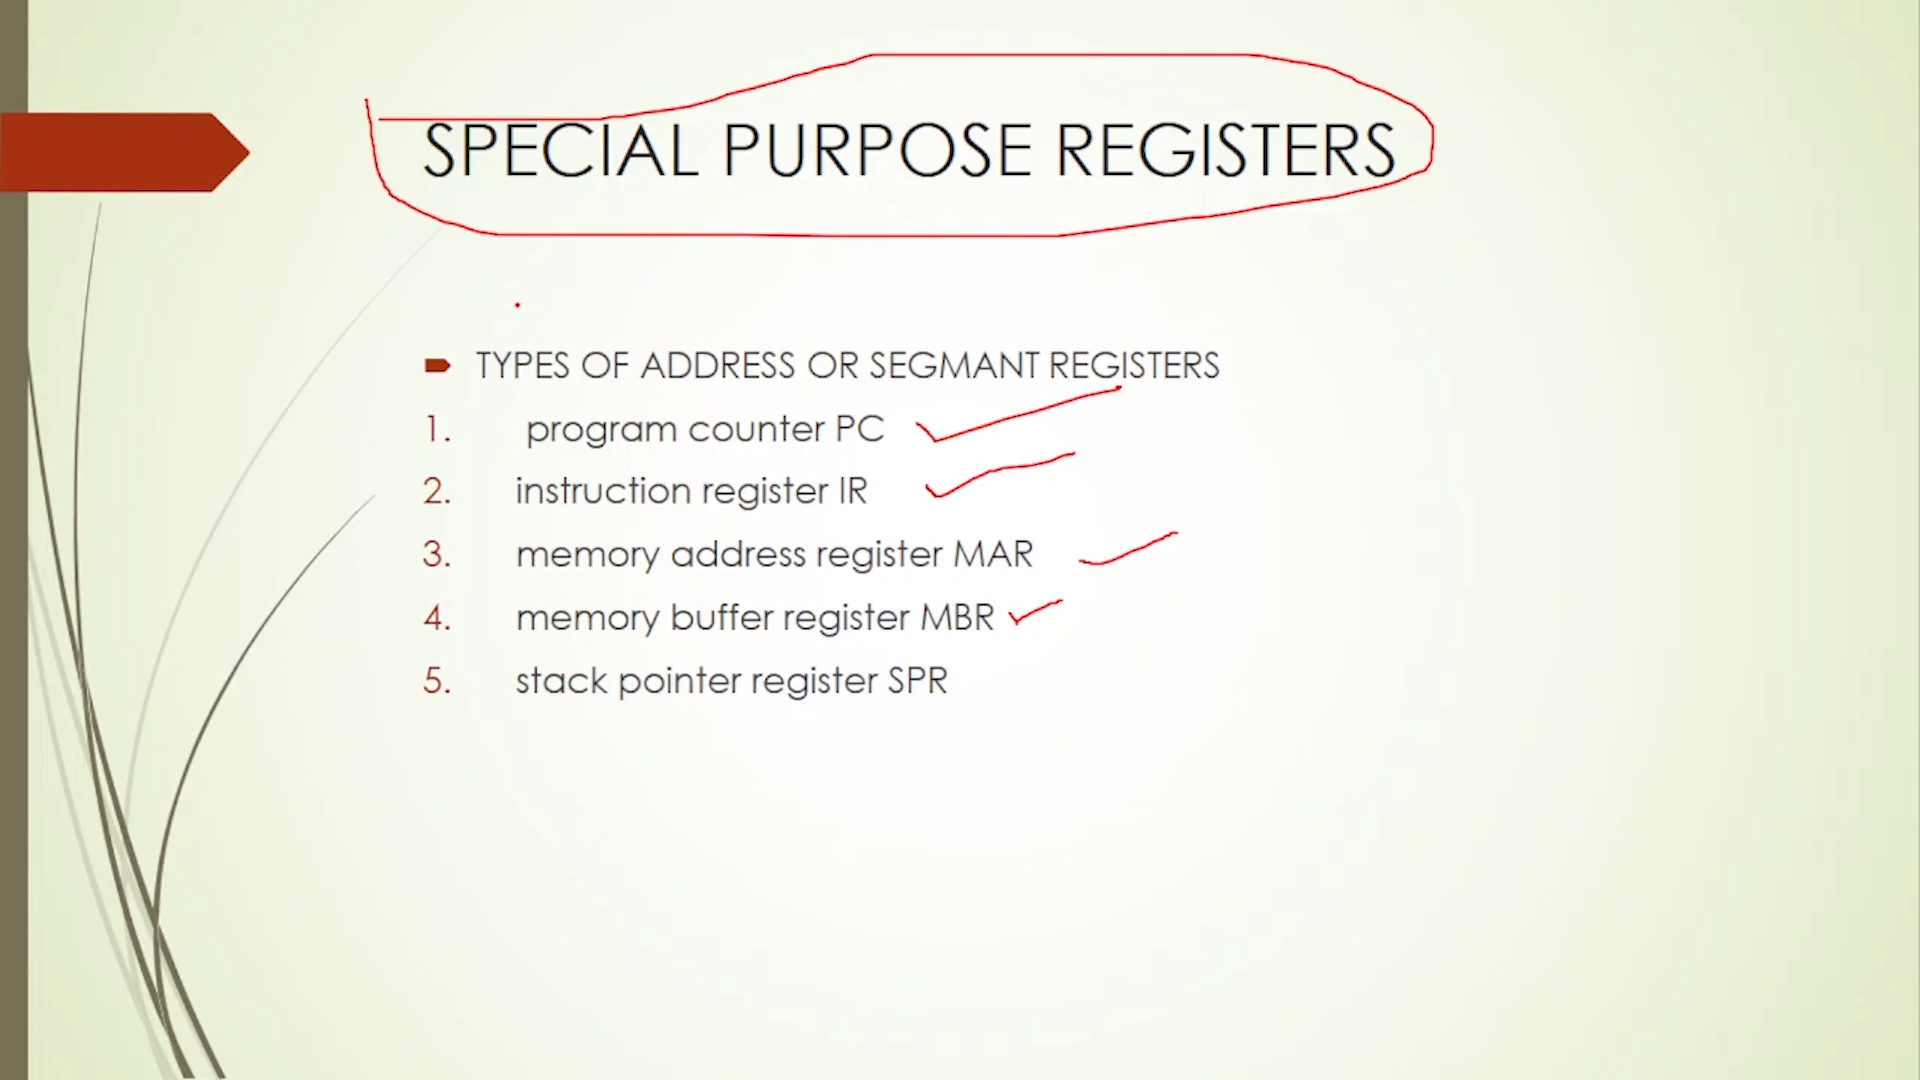 SPECIAL PURPOSE REGISTERS
TYPES OF ADDRESS OR SEGMANT REGISTERS
1. program counter PC
2. instruction register IR
3. memory address register MAR
4. memory buffer register MBR
5. stack pointer register SPR